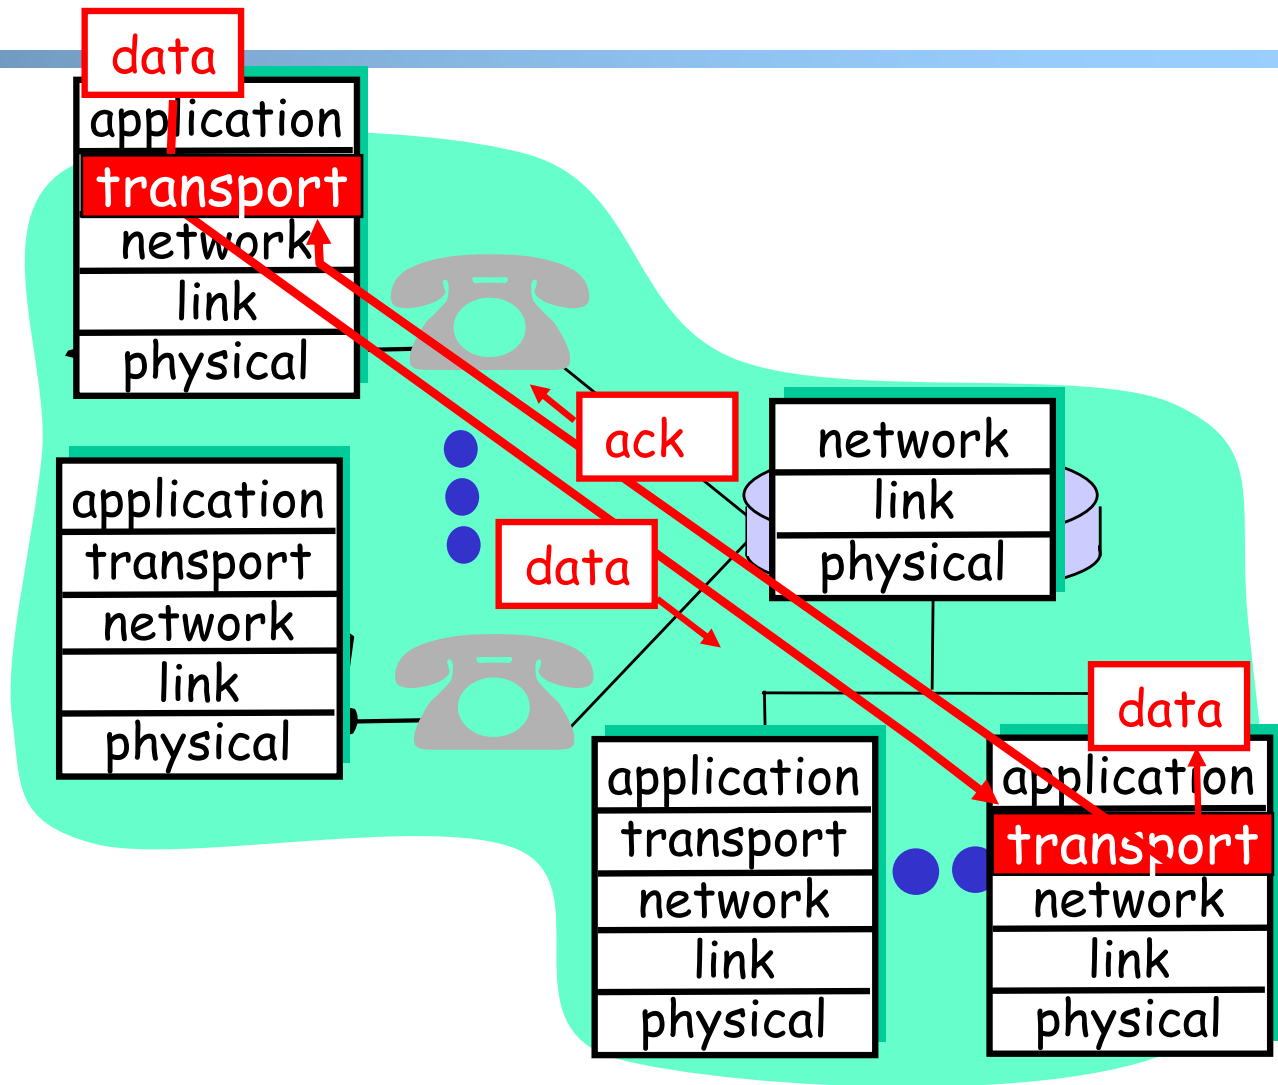 data
application
transport
network
link
physical
ack
network
link
physical
application
transport
network
link
physical
data
data
application
transport
network
link
physical
application
transport
network
link
physical